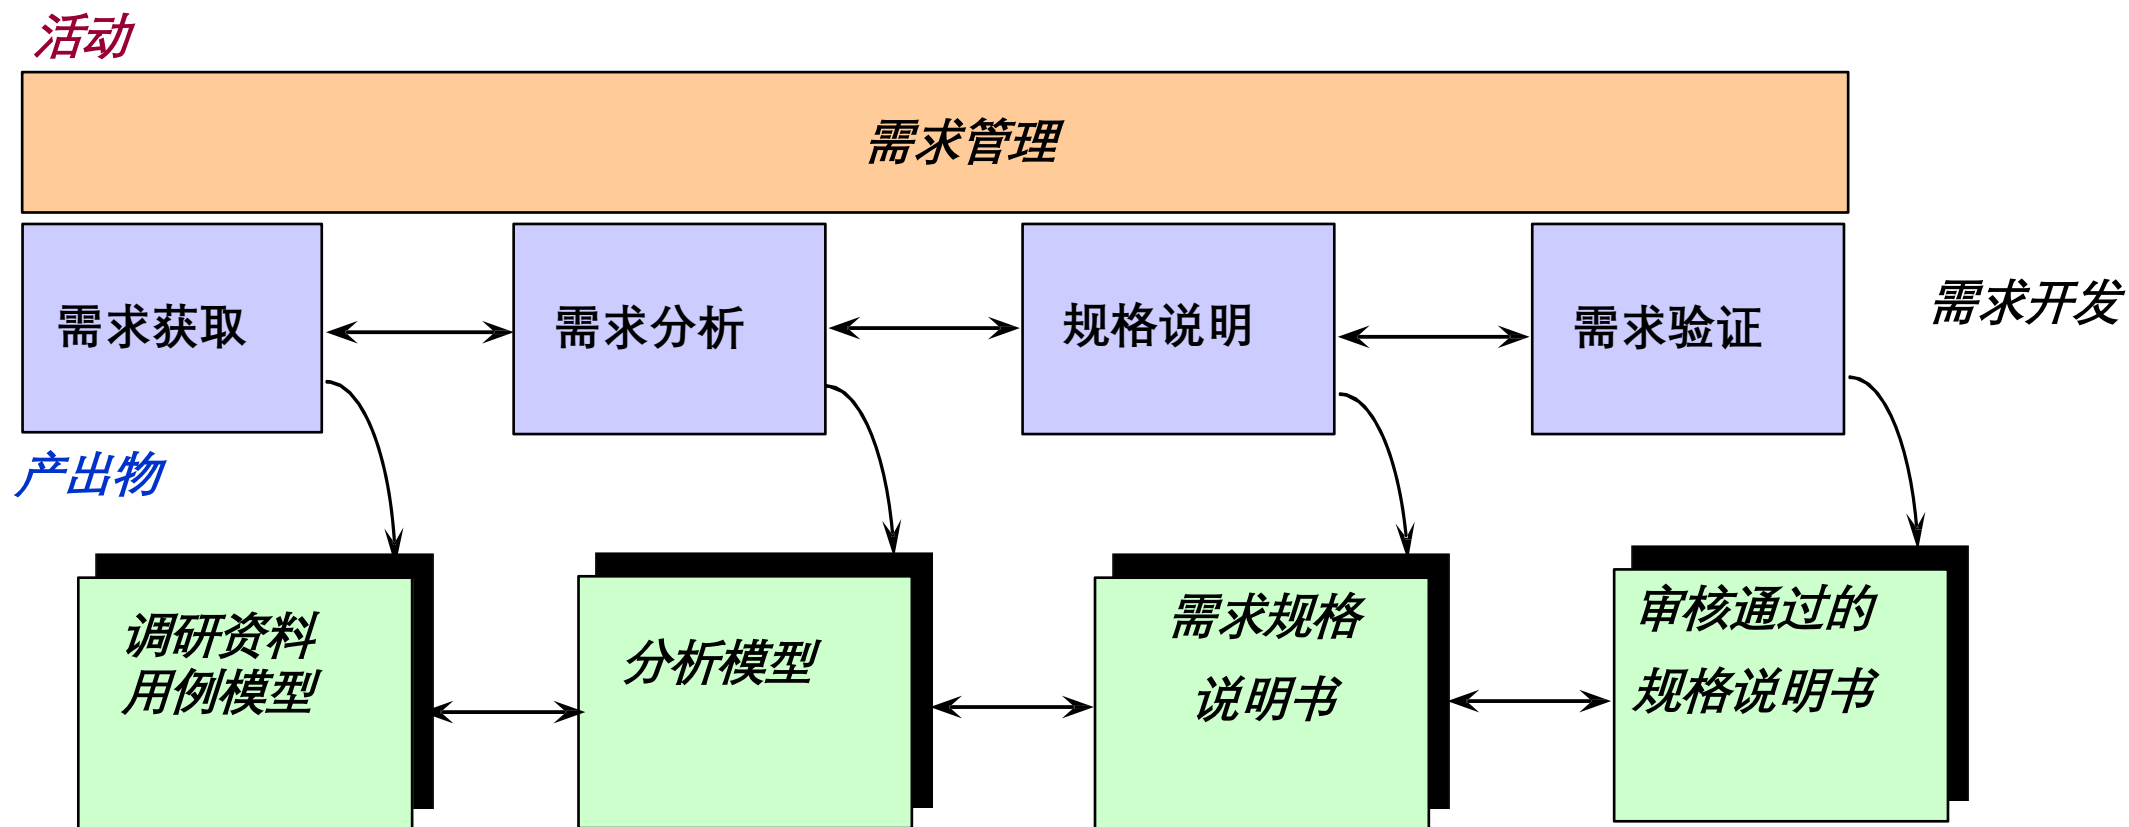 活动
需求管理
需求获取
需求分析
规格说明
需求验证
需求开发
产出物
调研资料
用例模型
分析模型
需求规格
说明书
审核通过的
规格说明书